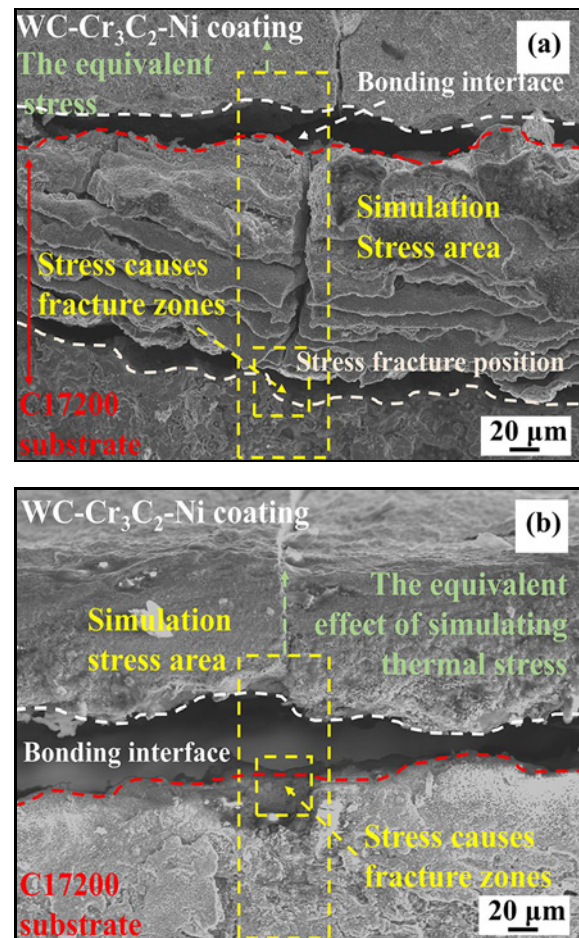 WC-Cr₃C₂-Ni coating
(a)
The equivalent
stress
Bonding interface
Simulation
Stress area
Stress causes
fracture zones
Stress fracture position
C17200
substrate
20 µm
WC-Cr₃C₂-Ni coating
(b)
The equivalent
effect of simulating
thermal stress
Simulation
stress area
Bonding interface
Stress causes
fracture zones
C17200
substrate
20 µm